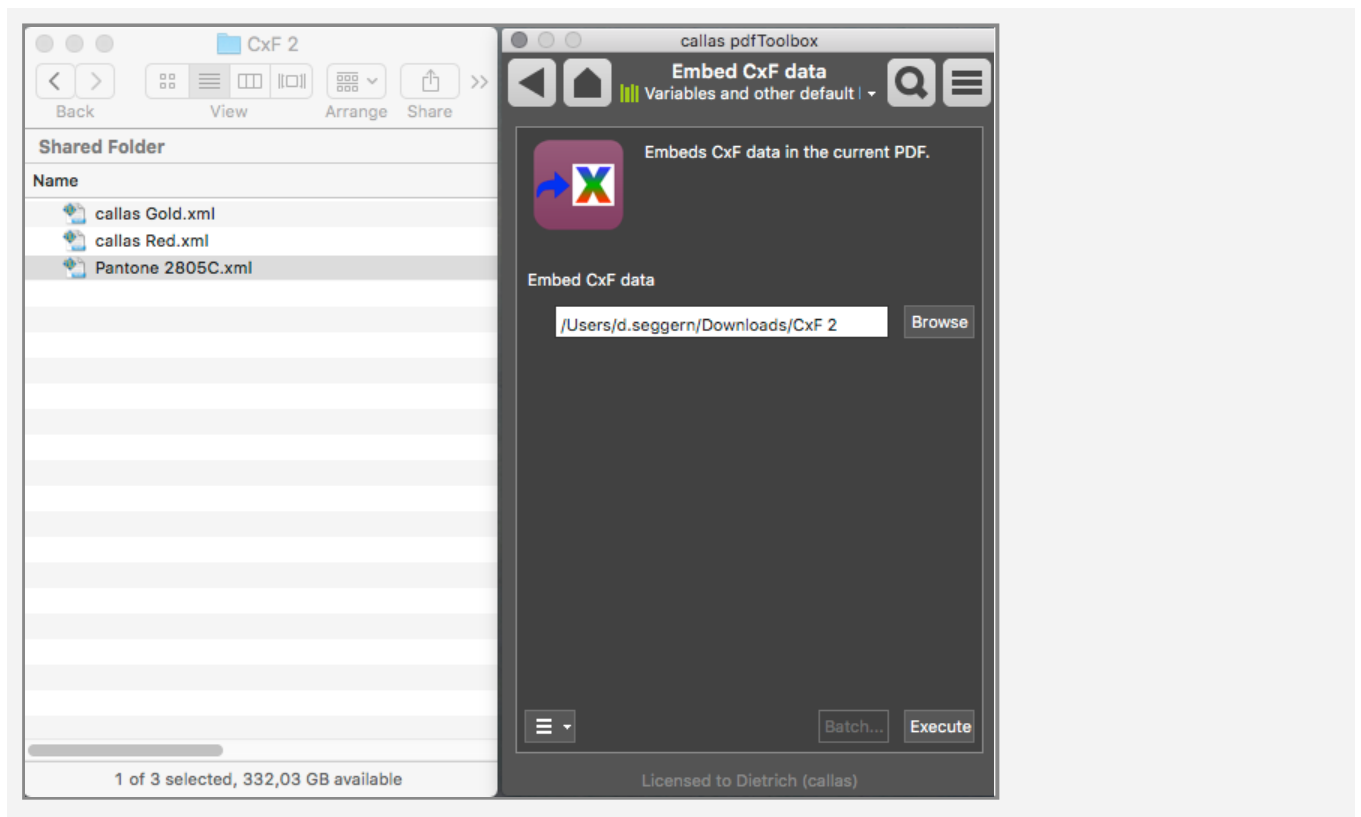 CxF 2
Back
View
Arrange
Share
Shared Folder
Name
callas Gold.xml
callas Red.xml
Pantone 2805C.xml
1 of 3 selected, 332,03 GB available
callas pdfToolbox
Embed CxF data
Variables and other default
Embeds CxF data in the current PDF.
X
Embed CxF data
/Users/d.seggern/Downloads/CxF 2
Browse
Batch...
Execute
Licensed to Dietrich (callas)